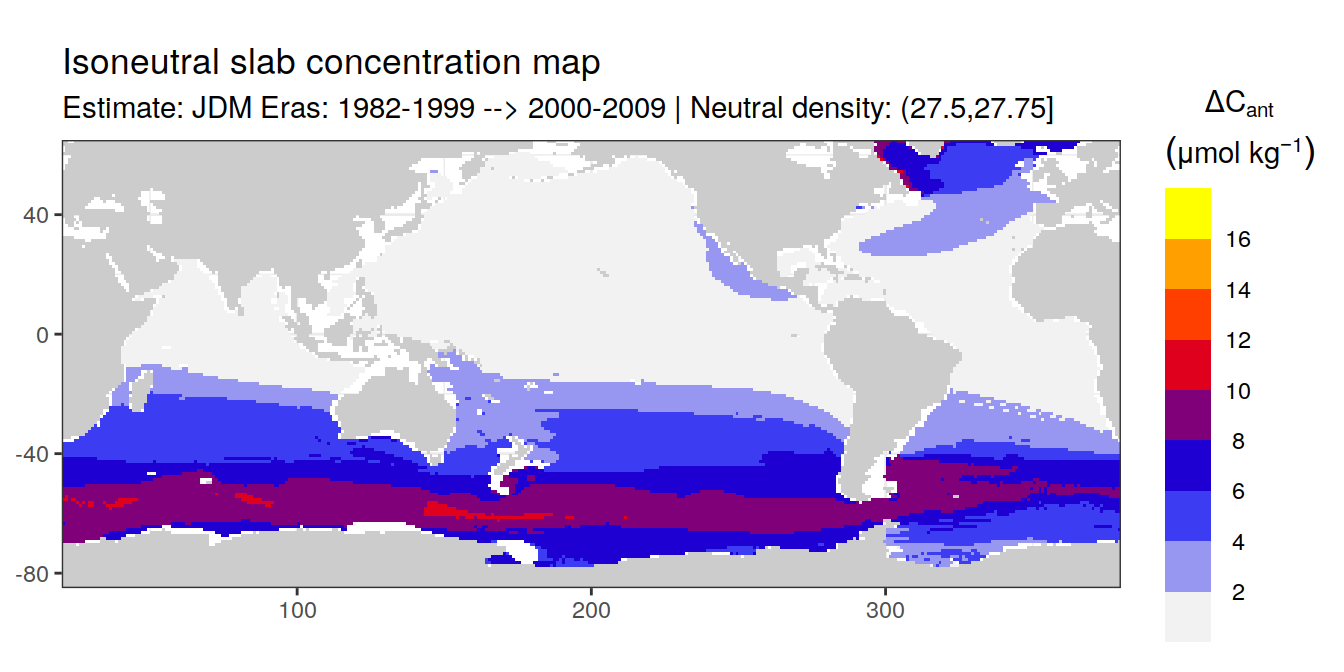 Isoneutral slab concentration map
Estimate: JDM Eras: 1982-1999 --> 2000-2009 | Neutral density: (27.5,27.75]
ΔCant
(μmol kg⁻¹)
16
14
12
10
8
6
4
2
40
0
-40
-80
100 200 300